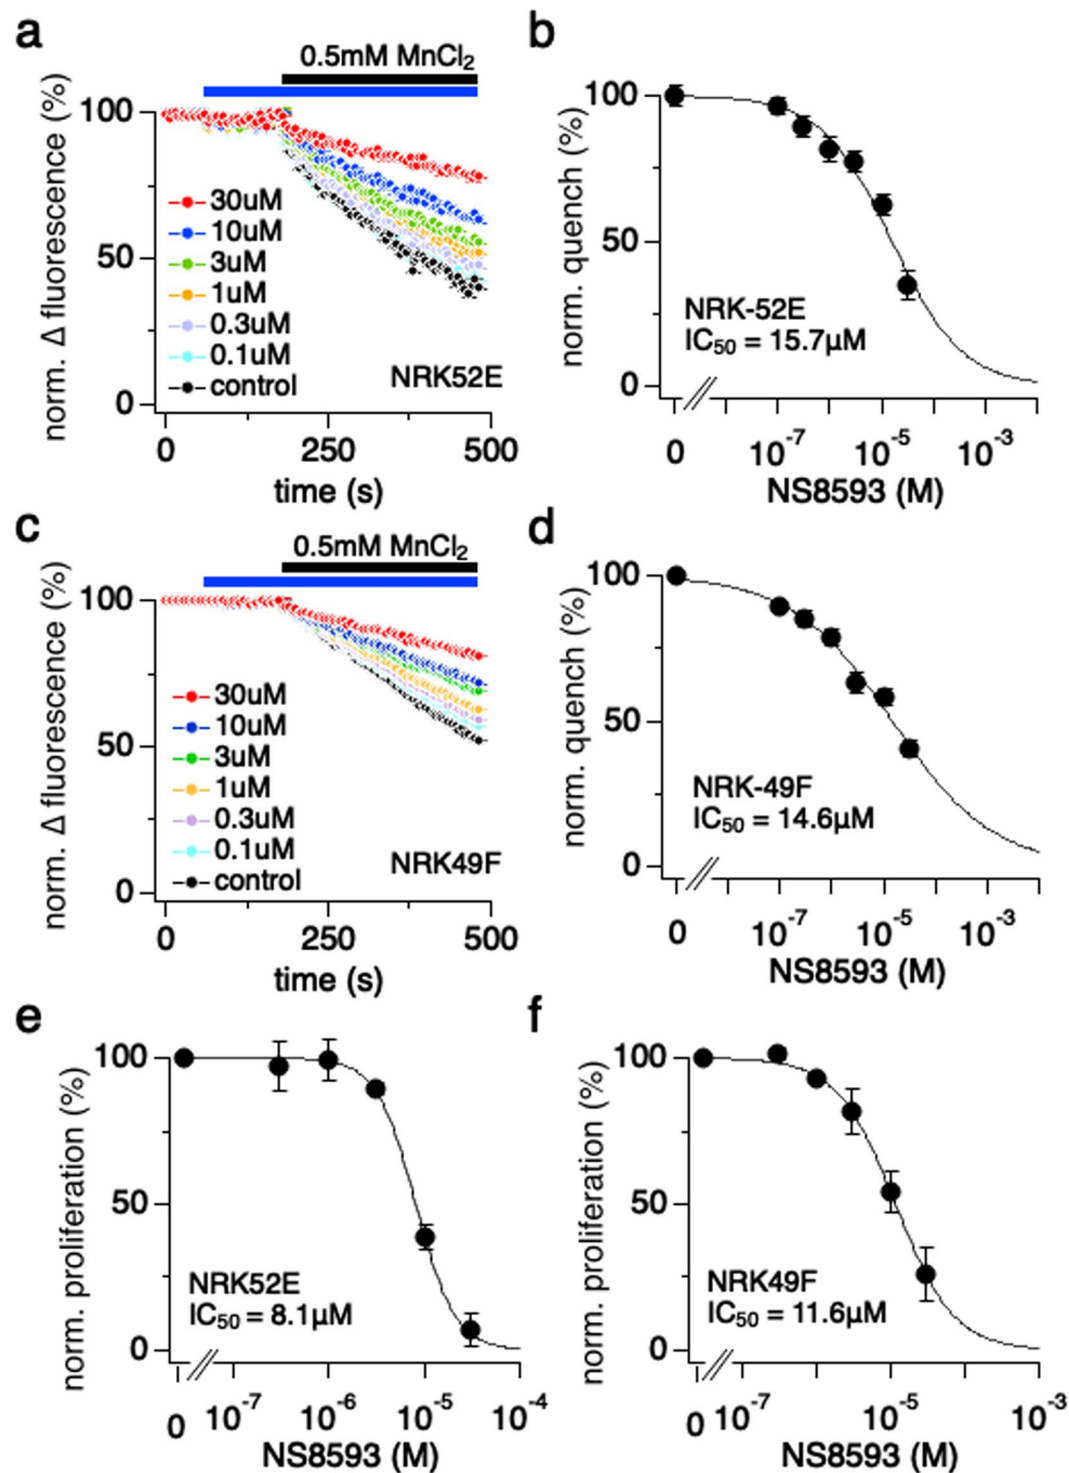 a
0.5mM MnCl₂
norm. Δ fluorescence (%)
100
50
0
30uM
10uM
3uM
1uM
0.3uM
0.1uM
control
NRK52E
0 250 500
time (s)
b
norm. quench (%)
100
50
0
NRK-52E
IC₅₀ = 15.7µM
0 10⁻⁷ 10⁻⁵ 10⁻³
NS8593 (M)
c
0.5mM MnCl₂
norm. Δ fluorescence (%)
100
50
0
30uM
10uM
3uM
1uM
0.3uM
0.1uM
control
NRK49F
0 250 500
time (s)
d
norm. quench (%)
100
50
0
NRK-49F
IC₅₀ = 14.6µM
0 10⁻⁷ 10⁻⁵ 10⁻³
NS8593 (M)
e
norm. proliferation (%)
100
50
0
NRK52E
IC₅₀ = 8.1µM
0 10⁻⁷ 10⁻⁶ 10⁻⁵ 10⁻⁴
NS8593 (M)
f
norm. proliferation (%)
100
50
0
NRK49F
IC₅₀ = 11.6µM
0 10⁻⁷ 10⁻⁵ 10⁻³
NS8593 (M)